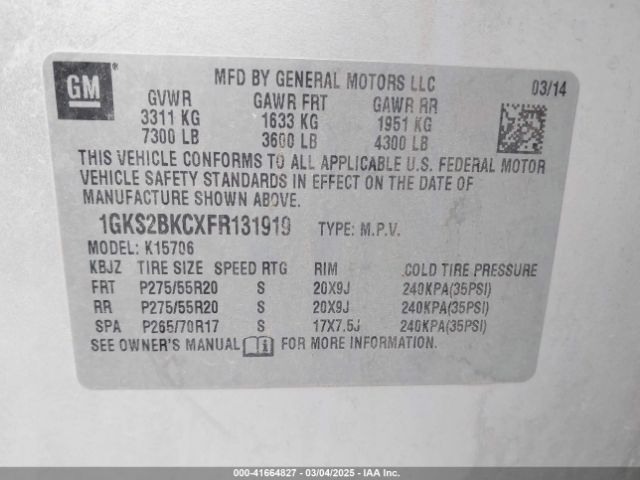 GM
MFD BY GENERAL MOTORS LLC 03/14
GVWR GAWR FRT GAWR RR
3311 KG 1633 KG 1951 KG
7300 LB 3600 LB 4300 LB
THIS VEHICLE CONFORMS TO ALL APPLICABLE U.S. FEDERAL MOTOR
VEHICLE SAFETY STANDARDS IN EFFECT ON THE DATE OF
MANUFACTURE SHOWN ABOVE.
1GKS2BKCXFR131919 TYPE: M.P.V.
MODEL: K15706
KBJZ TIRE SIZE SPEED RTG RIM COLD TIRE PRESSURE
FRT P275/55R20 S 20X9J 240KPA(35PSI)
RR P275/55R20 S 20X9J 240KPA(35PSI)
SPA P265/70R17 S 17X7.5J 240KPA(35PSI)
SEE OWNER'S MANUAL FOR MORE INFORMATION.
000-41664827 - 03/04/2025 - IAAI.COM